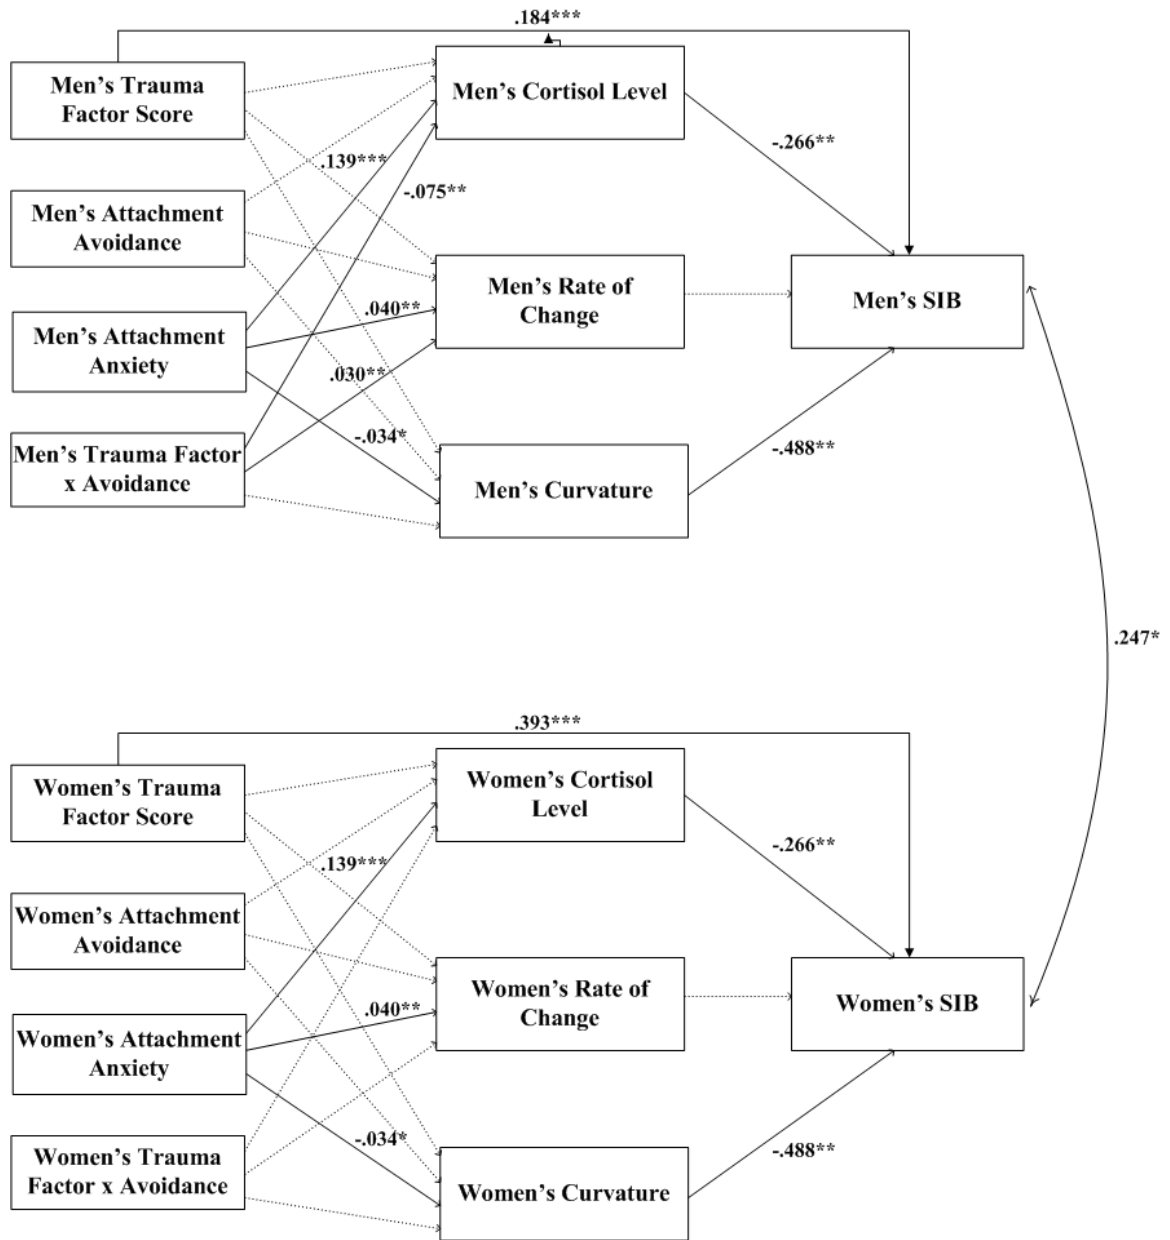 .184***
Men's Trauma
Factor Score
Men's Cortisol Level
.139***
-.075**
-.266**
Men's Attachment
Avoidance
Men's Rate of
Change
Men's SIB
.040**
Men's Attachment
Anxiety
.030**
-.034*
Men's Trauma Factor
x Avoidance
Men's Curvature
-.488**
.247*
.393***
Women's Trauma
Factor Score
Women's Cortisol
Level
.139***
-.266**
Women's Attachment
Avoidance
Women's Rate of
Change
Women's SIB
.040**
Women's Attachment
Anxiety
-.034*
Women's Trauma
Factor x Avoidance
Women's Curvature
-.488**